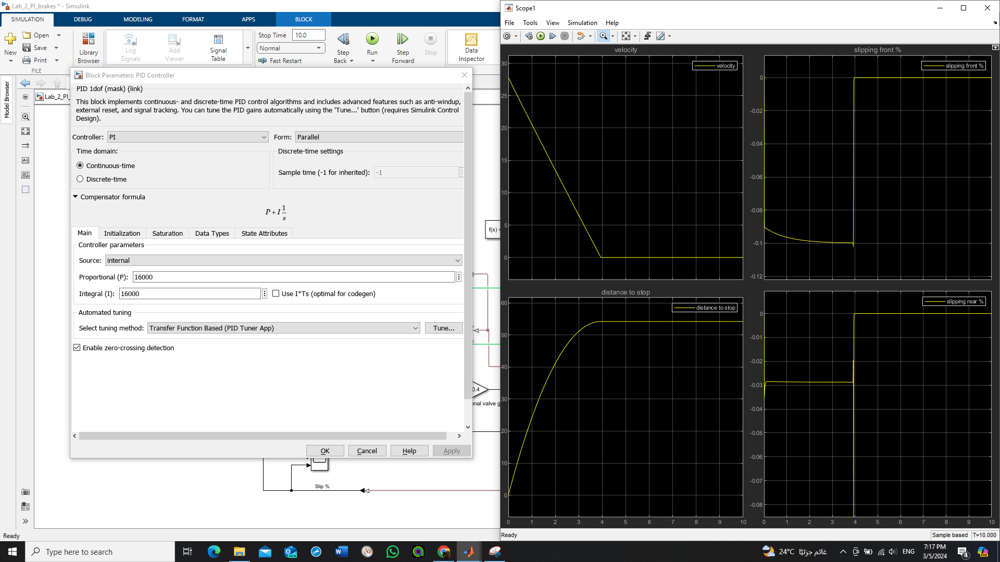 Lab_2_PI_brakes * - Simulink
SIMULATION DEBUG MODELING FORMAT APPS BLOCK
New
Open
Save
Print
FILE
Library Browser
Log Signals
Add Viewer
Signal Table
Stop Time 10.0
Normal
Fast Restart
Step Back
Run
Step Forward
Stop
Data Inspector
Model Browser
Lab_2_PI_
Block Parameters: PID Controller
PID 1dof (mask) (link)
This block implements continuous- and discrete-time PID control algorithms and includes advanced features such as anti-windup,
external reset, and signal tracking. You can tune the PID gains automatically using the 'Tune...' button (requires Simulink Control
Design).
Controller: PI Form: Parallel
Time domain:
Continuous-time
Discrete-time
Discrete-time settings
Sample time (-1 for inherited): -1
Compensator formula
P + I 1/s
Main Initialization Saturation Data Types State Attributes
Controller parameters
Source: internal
Proportional (P): 16000
Integral (I): 16000 Use I*Ts (optimal for codegen)
Automated tuning
Select tuning method: Transfer Function Based (PID Tuner App) Tune...
Enable zero-crossing detection
OK Cancel Help Apply
f(x) =
0.4
onal valve g
Slip %
Ready
Scope1
File Tools View Simulation Help
velocity
velocity
30
25
20
15
10
5
0
slipping front %
slipping front %
0
-0.02
-0.04
-0.06
-0.08
-0.1
-0.12
distance to stop
distance to stop
60
50
40
30
20
10
0
0 1 2 3 4 5 6 7 8 9 10
slipping rear %
0
-0.01
-0.02
-0.03
-0.04
-0.05
-0.06
-0.07
-0.08
0 1 2 3 4 5 6 7 8 9 10
Ready
Sample based T=10.000
Type here to search
NEW
24°C غائم جزئيًا
ENG
7:17 PM
3/5/2024
4
PRE